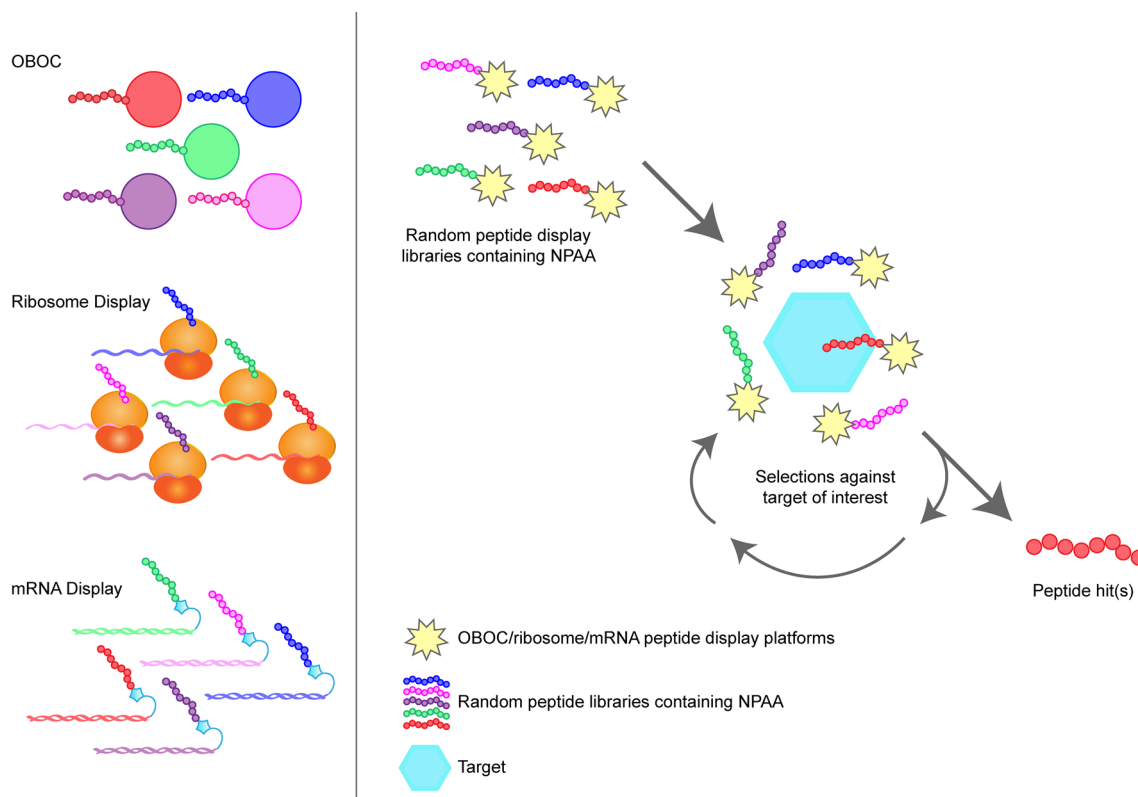 OBOC
Ribosome Display
mRNA Display
Random peptide display
libraries containing NPAA
Selections against
target of interest
Peptide hit(s)
OBOC/ribosome/mRNA peptide display platforms
Random peptide libraries containing NPAA
Target